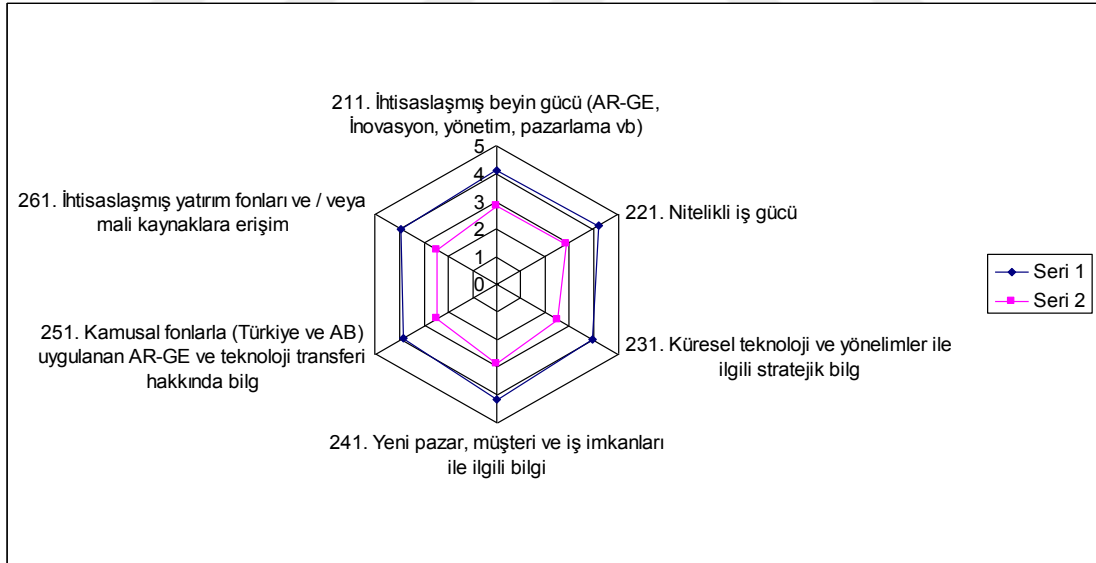 211. İhtisaslaşmış beyin gücü (AR-GE,
İnovasyon, yönetim, pazarlama vb)
5
4
3
2
1
0
221. Nitelikli iş gücü
231. Küresel teknoloji ve yönelimler ile
ilgili stratejik bilg
241. Yeni pazar, müşteri ve iş imkanları
ile ilgili bilgi
251. Kamusal fonlarla (Türkiye ve AB)
uygulanan AR-GE ve teknoloji transferi
hakkında bilg
261. İhtisaslaşmış yatırım fonları ve / veya
mali kaynaklara erişim
Seri 1
Seri 2